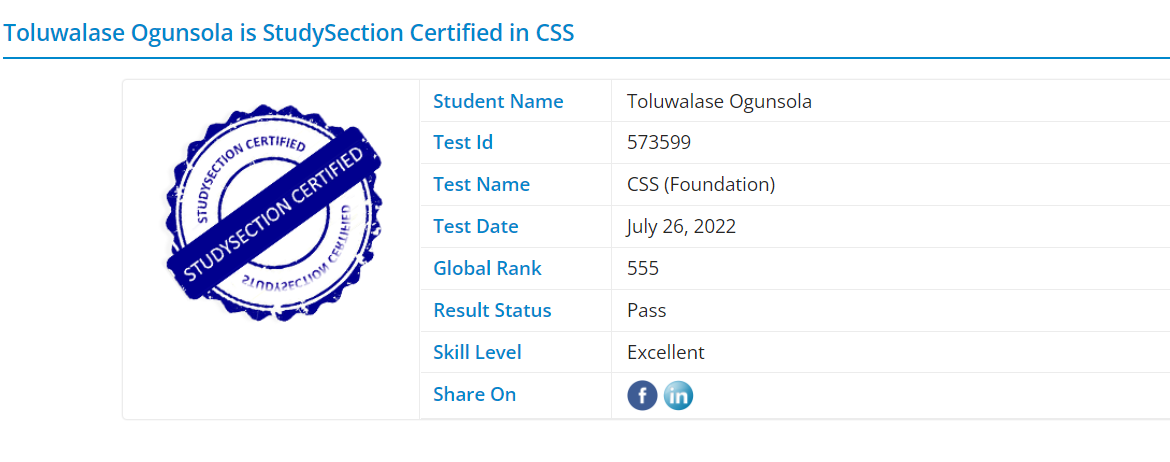 Toluwalase Ogunsola is StudySection Certified in CSS
STUDYSECTION CERTIFIED
STUDYSECTION CERTIFIED
STUDYSECTION CERTIFIED
Student Name Toluwalase Ogunsola
Test Id 573599
Test Name CSS (Foundation)
Test Date July 26, 2022
Global Rank 555
Result Status Pass
Skill Level Excellent
Share On f in